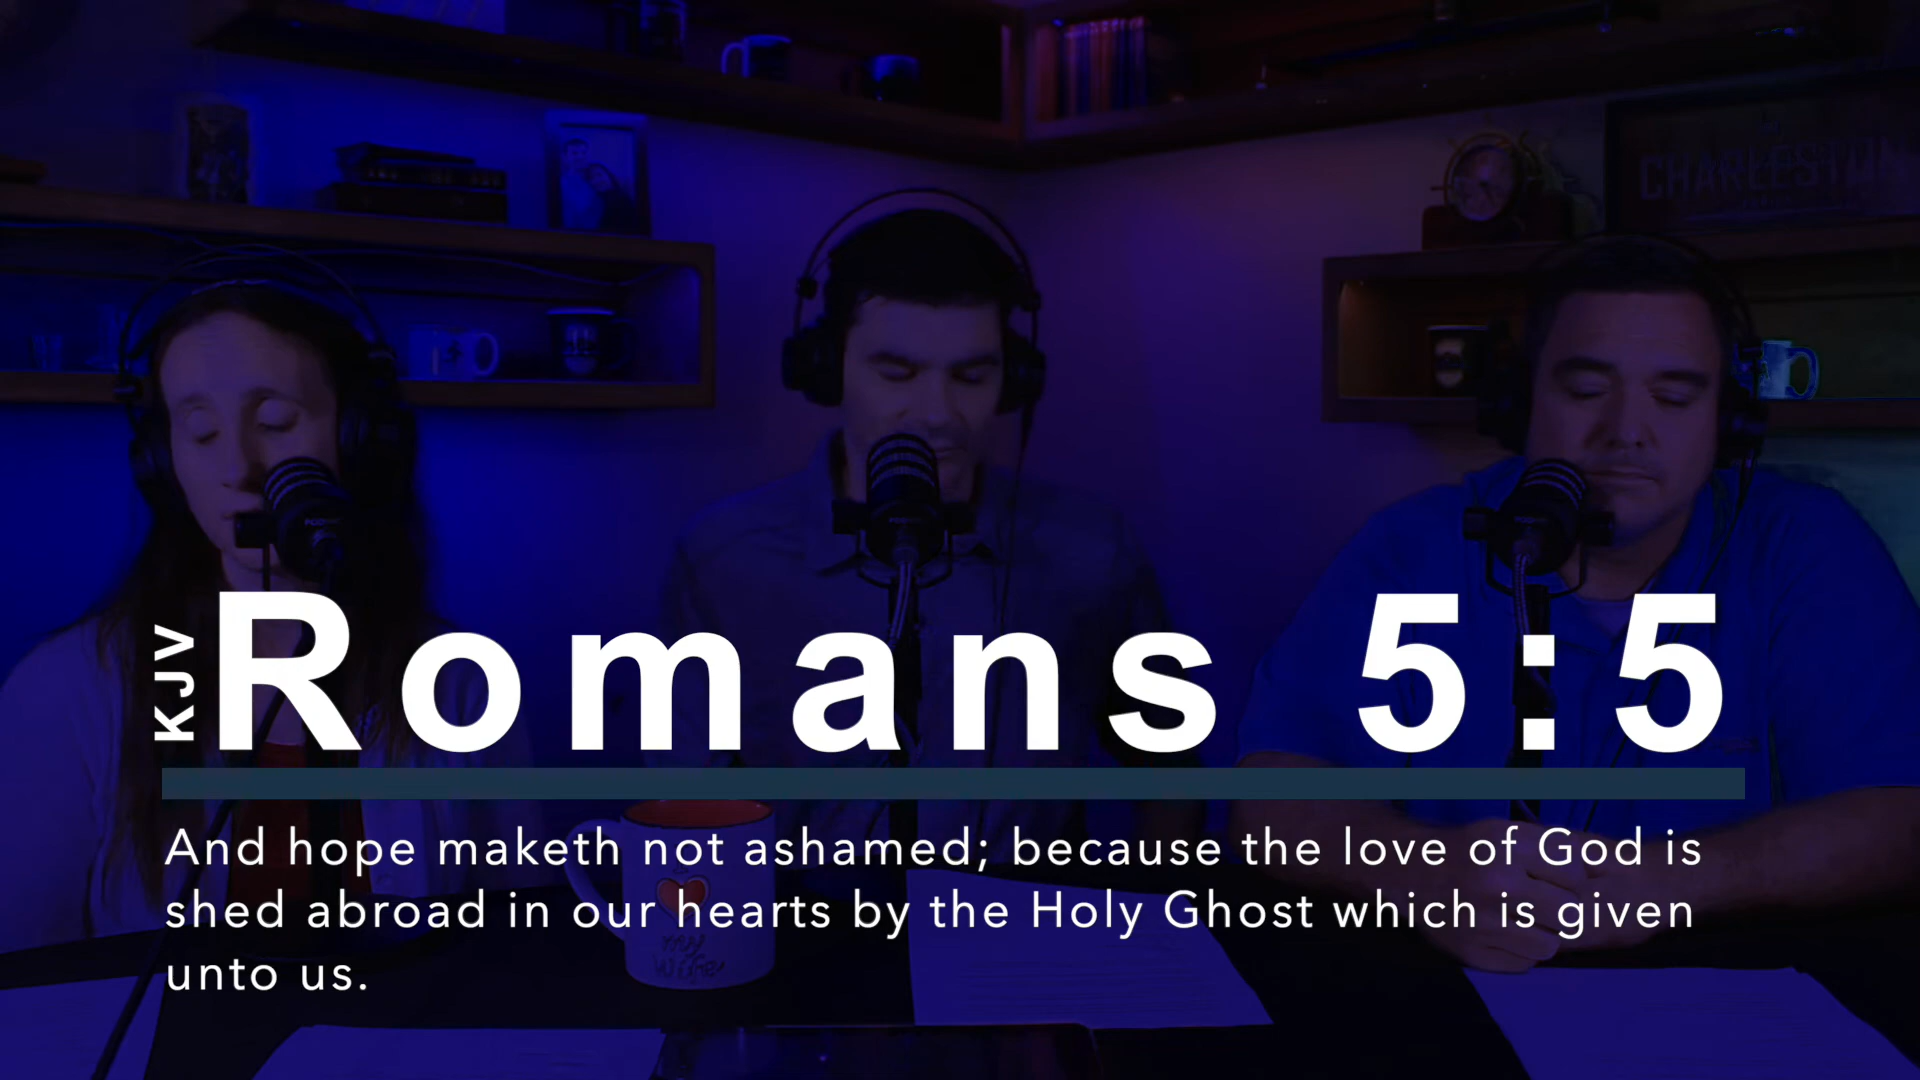 CHARLESTON
KJV
Romans 5:5
And hope maketh not ashamed; because the love of God is
shed abroad in our hearts by the Holy Ghost which is given
unto us.